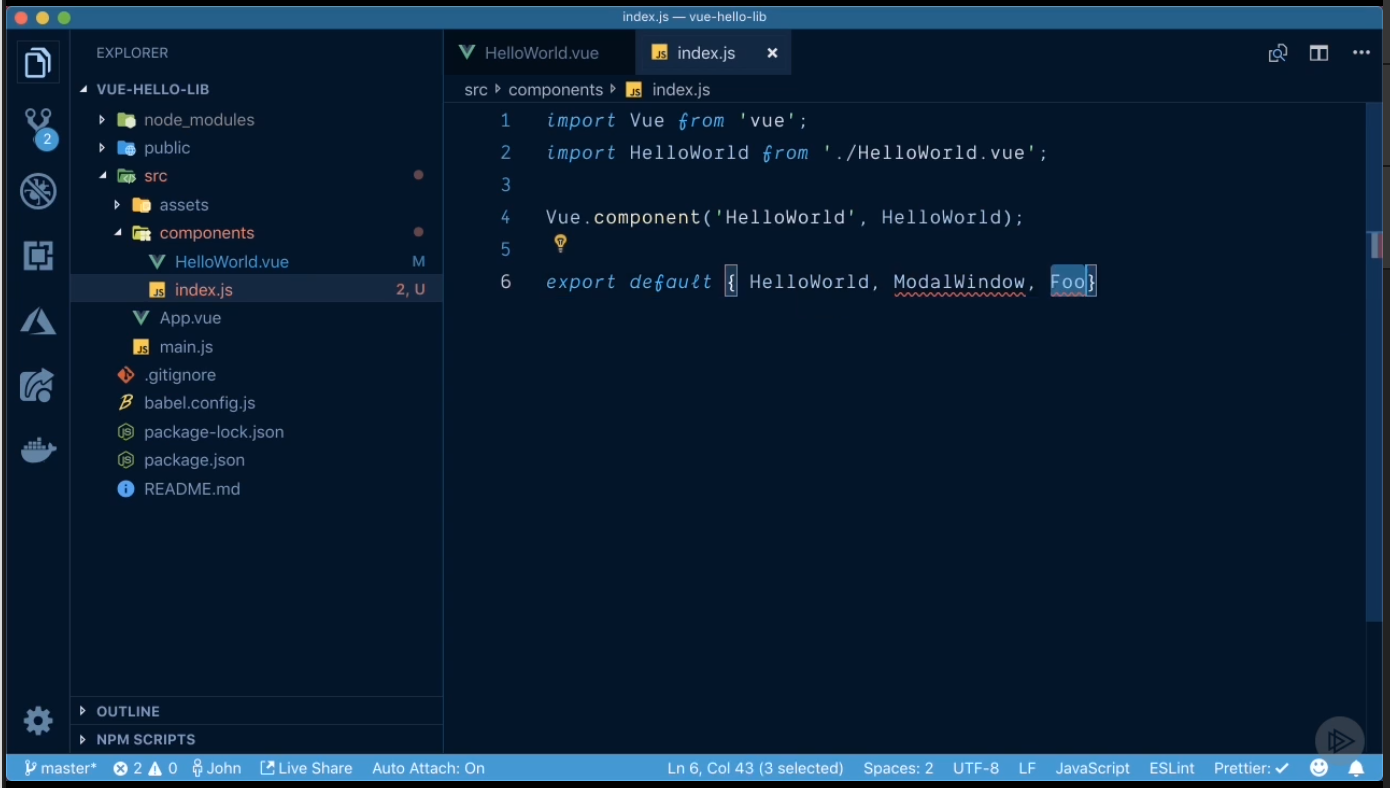 index.js — vue-hello-lib
EXPLORER
VUE-HELLO-LIB
node_modules
public
src
assets
components
HelloWorld.vue M
index.js 2, U
App.vue
main.js
.gitignore
babel.config.js
package-lock.json
package.json
README.md
OUTLINE
NPM SCRIPTS
2
HelloWorld.vue
index.js
src components index.js
1 import Vue from 'vue';
2 import HelloWorld from './HelloWorld.vue';
3
4 Vue.component('HelloWorld', HelloWorld);
5
6 export default { HelloWorld, ModalWindow, Foo}
master* 2 0 John Live Share Auto Attach: On Ln 6, Col 43 (3 selected) Spaces: 2 UTF-8 LF JavaScript ESLint Prettier: